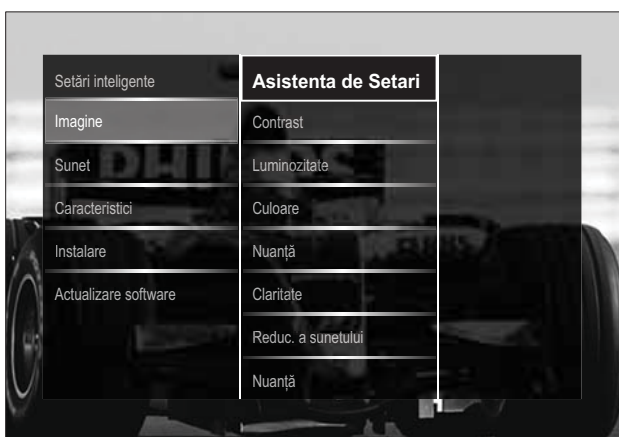 Setări inteligente
Imagine
Sunet
Caracteristici
Instalare
Actualizare software
Asistenta de Setari
Contrast
Luminozitate
Culoare
Nuanță
Claritate
Reduc. a sunetului
Nuanță